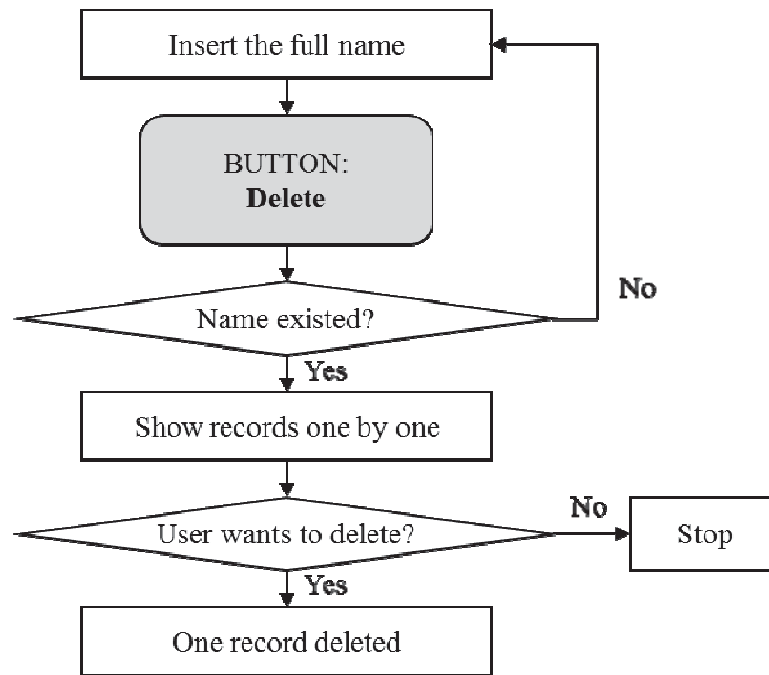 Insert the full name
BUTTON:
Delete
No
Name existed?
Yes
Show records one by one
No
User wants to delete?
Stop
Yes
One record deleted